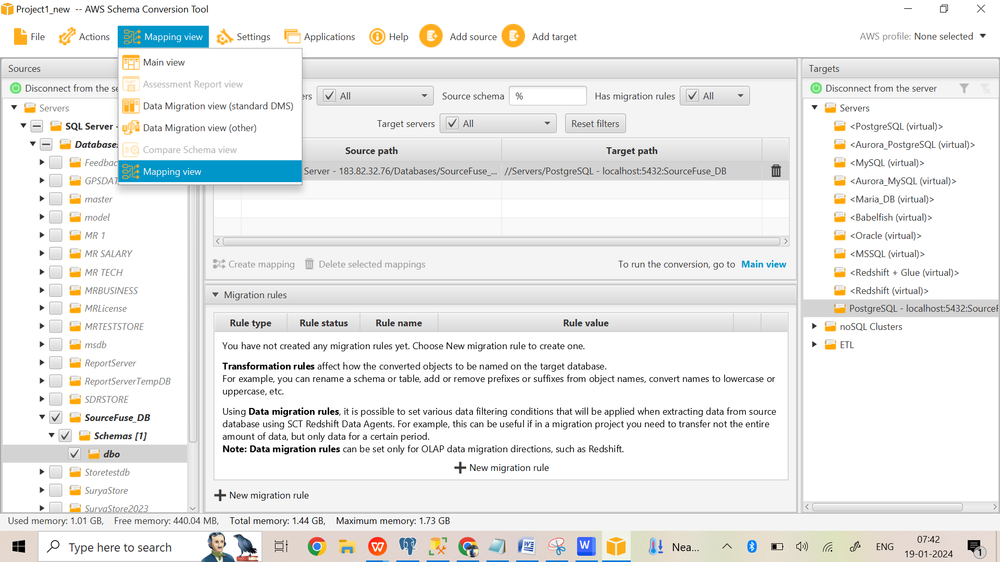 Project1_new -- AWS Schema Conversion Tool
File Actions Mapping view Settings Applications Help Add source Add target AWS profile: None selected
Main view
Assessment Report view
Data Migration view (standard DMS)
Data Migration view (other)
Compare Schema view
Mapping view
Sources
Disconnect from the se
Servers
SQL Server -
Databases
Feedbac
GPSDAT
master
model
MR 1
MR SALARY
MR TECH
MRBUSINESS
MRLicense
MRTESTSTORE
msdb
ReportServer
ReportServerTempDB
SDRSTORE
SourceFuse_DB
Schemas [1]
dbo
Storetestdb
SuryaStore
SuryaStore2023
ers All Source schema % Has migration rules All
Target servers All Reset filters
Source path Target path
Server - 183.82.32.76/Databases/SourceFuse_... //Servers/PostgreSQL - localhost:5432:SourceFuse_DB
Create mapping Delete selected mappings To run the conversion, go to Main view
Migration rules
Rule type Rule status Rule name Rule value
You have not created any migration rules yet. Choose New migration rule to create one.
Transformation rules affect how the converted objects to be named on the target database.
For example, you can rename a schema or table, add or remove prefixes or suffixes from object names, convert names to lowercase or
uppercase, etc.
Using Data migration rules, it is possible to set various data filtering conditions that will be applied when extracting data from source
database using SCT Redshift Data Agents. For example, this can be useful if in a migration project you need to transfer not the entire
amount of data, but only data for a certain period.
Note: Data migration rules can be set only for OLAP data migration directions, such as Redshift.
New migration rule
New migration rule
Targets
Disconnect from the server
Servers
<PostgreSQL (virtual)>
<Aurora_PostgreSQL (virtual)>
<MySQL (virtual)>
<Aurora_MySQL (virtual)>
<Maria_DB (virtual)>
<Babelfish (virtual)>
<Oracle (virtual)>
<MSSQL (virtual)>
<Redshift + Glue (virtual)>
<Redshift (virtual)>
PostgreSQL - localhost:5432:SourceF
noSQL Clusters
ETL
Used memory: 1.01 GB, Free memory: 440.04 MB, Total memory: 1.44 GB, Maximum memory: 1.73 GB
Type here to search
Nea...
ENG
07:42
19-01-2024
1